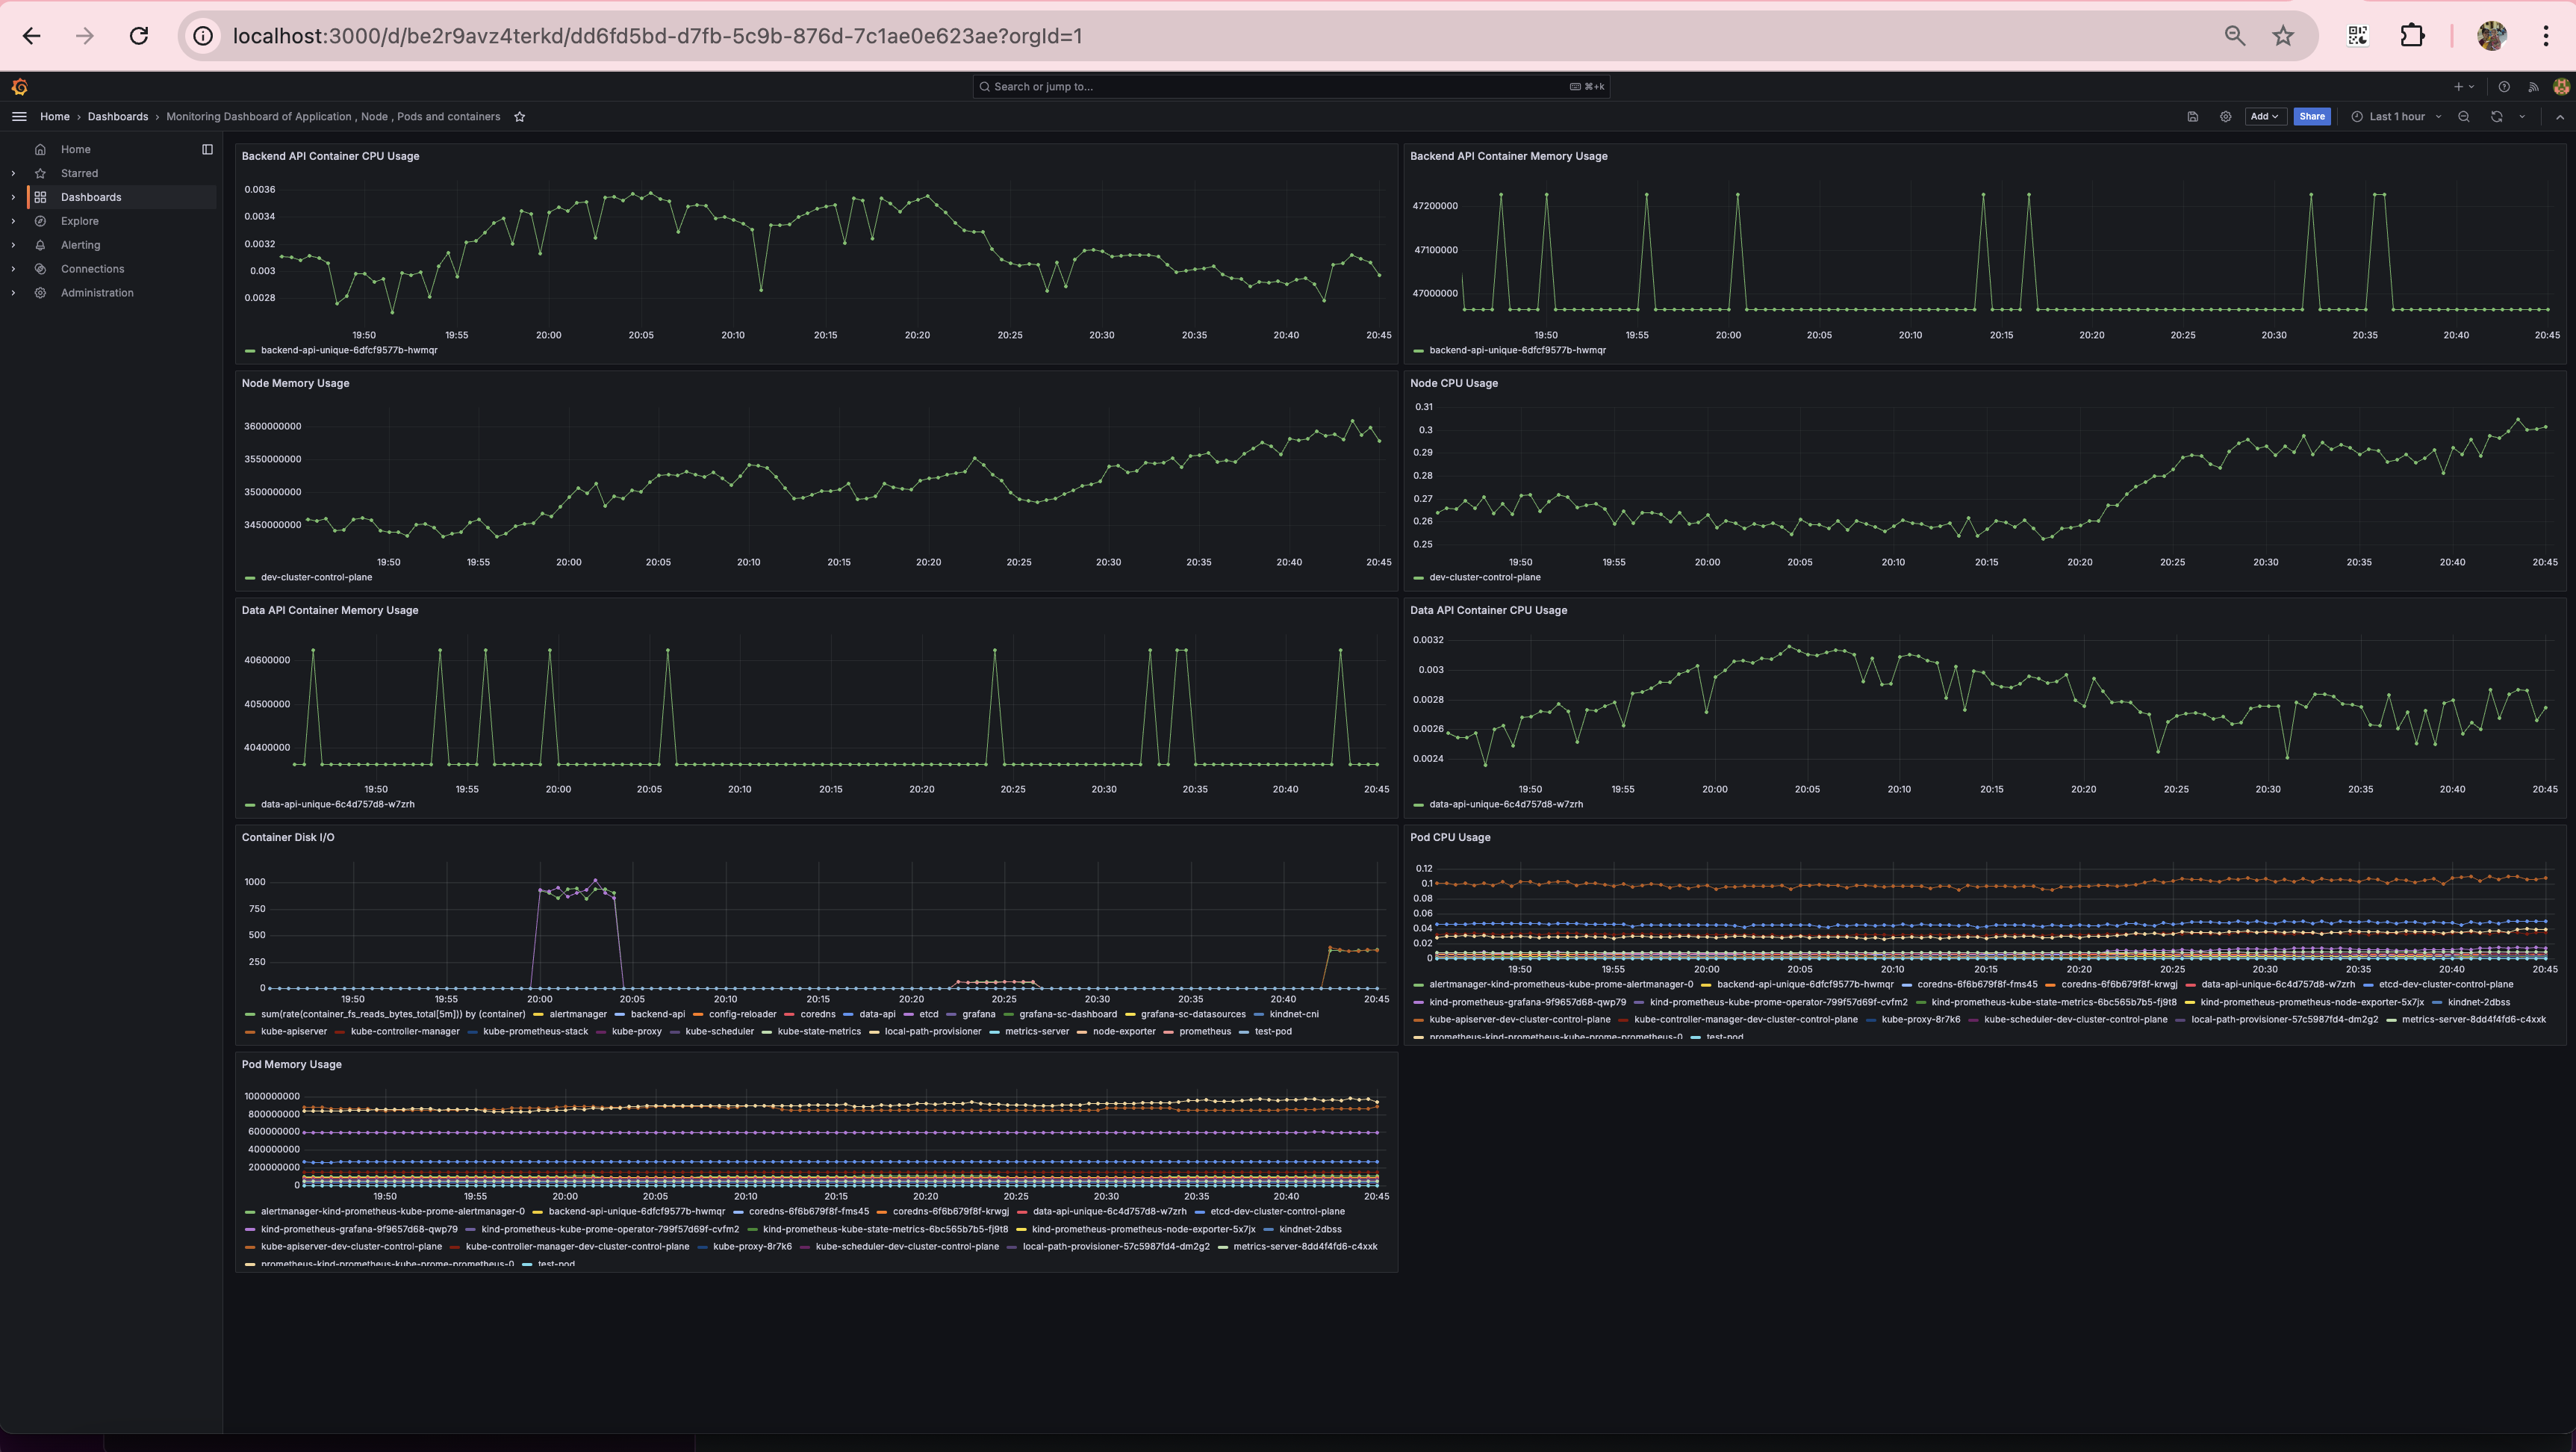 localhost:3000/d/be2r9avz4terkd/dd6fd5bd-d7fb-5c9b-876d-7c1ae0e623ae?orgId=1
Search or jump to... ⌘+k
Home › Dashboards › Monitoring Dashboard of Application , Node , Pods and containers
Add Share Last 1 hour
Home
Starred
Dashboards
Explore
Alerting
Connections
Administration
Backend API Container CPU Usage
0.0036
0.0034
0.0032
0.003
0.0028
19:50 19:55 20:00 20:05 20:10 20:15 20:20 20:25 20:30 20:35 20:40 20:45
backend-api-unique-6dfcf9577b-hwmqr
Backend API Container Memory Usage
47200000
47100000
47000000
19:50 19:55 20:00 20:05 20:10 20:15 20:20 20:25 20:30 20:35 20:40 20:45
backend-api-unique-6dfcf9577b-hwmqr
Node Memory Usage
3600000000
3550000000
3500000000
3450000000
19:50 19:55 20:00 20:05 20:10 20:15 20:20 20:25 20:30 20:35 20:40 20:45
dev-cluster-control-plane
Node CPU Usage
0.31
0.3
0.29
0.28
0.27
0.26
0.25
19:50 19:55 20:00 20:05 20:10 20:15 20:20 20:25 20:30 20:35 20:40 20:45
dev-cluster-control-plane
Data API Container Memory Usage
40600000
40500000
40400000
19:50 19:55 20:00 20:05 20:10 20:15 20:20 20:25 20:30 20:35 20:40 20:45
data-api-unique-6c4d757d8-w7zrh
Data API Container CPU Usage
0.0032
0.003
0.0028
0.0026
0.0024
19:50 19:55 20:00 20:05 20:10 20:15 20:20 20:25 20:30 20:35 20:40 20:45
data-api-unique-6c4d757d8-w7zrh
Container Disk I/O
1000
750
500
250
0
19:50 19:55 20:00 20:05 20:10 20:15 20:20 20:25 20:30 20:35 20:40 20:45
sum(rate(container_fs_reads_bytes_total[5m])) by (container) alertmanager backend-api config-reloader coredns data-api etcd grafana grafana-sc-dashboard grafana-sc-datasources kindnet-cni
kube-apiserver kube-controller-manager kube-prometheus-stack kube-proxy kube-scheduler kube-state-metrics local-path-provisioner metrics-server node-exporter prometheus test-pod
Pod CPU Usage
0.12
0.1
0.08
0.06
0.04
0.02
0
19:50 19:55 20:00 20:05 20:10 20:15 20:20 20:25 20:30 20:35 20:40 20:45
alertmanager-kind-prometheus-kube-prome-alertmanager-0 backend-api-unique-6dfcf9577b-hwmqr coredns-6f6b679f8f-fms45 coredns-6f6b679f8f-krwgj data-api-unique-6c4d757d8-w7zrh etcd-dev-cluster-control-plane
kind-prometheus-grafana-9f9657d68-qwp79 kind-prometheus-kube-prome-operator-799f57d69f-cvfm2 kind-prometheus-kube-state-metrics-6bc565b7b5-fj9t8 kind-prometheus-prometheus-node-exporter-5x7jx kindnet-2dbss
kube-apiserver-dev-cluster-control-plane kube-controller-manager-dev-cluster-control-plane kube-proxy-8r7k6 kube-scheduler-dev-cluster-control-plane local-path-provisioner-57c5987fd4-dm2g2 metrics-server-8dd4f4fd6-c4xxk
prometheus-kind-prometheus-kube-prome-prometheus-0 test-pod
Pod Memory Usage
1000000000
800000000
600000000
400000000
200000000
0
19:50 19:55 20:00 20:05 20:10 20:15 20:20 20:25 20:30 20:35 20:40 20:45
alertmanager-kind-prometheus-kube-prome-alertmanager-0 backend-api-unique-6dfcf9577b-hwmqr coredns-6f6b679f8f-fms45 coredns-6f6b679f8f-krwgj data-api-unique-6c4d757d8-w7zrh etcd-dev-cluster-control-plane
kind-prometheus-grafana-9f9657d68-qwp79 kind-prometheus-kube-prome-operator-799f57d69f-cvfm2 kind-prometheus-kube-state-metrics-6bc565b7b5-fj9t8 kind-prometheus-prometheus-node-exporter-5x7jx kindnet-2dbss
kube-apiserver-dev-cluster-control-plane kube-controller-manager-dev-cluster-control-plane kube-proxy-8r7k6 kube-scheduler-dev-cluster-control-plane local-path-provisioner-57c5987fd4-dm2g2 metrics-server-8dd4f4fd6-c4xxk
prometheus-kind-prometheus-kube-prome-prometheus-0 test-pod